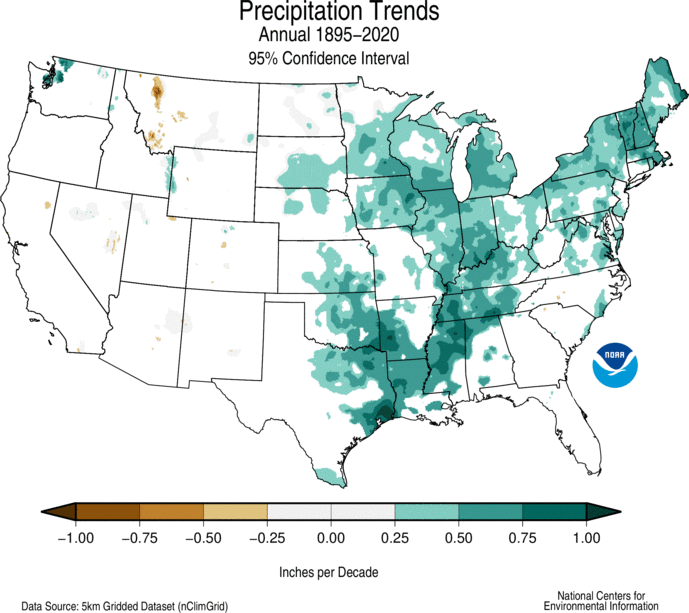 Precipitation Trends
Annual 1895–2020
95% Confidence Interval
NOAA
−1.00 −0.75 −0.50 −0.25 0.00 0.25 0.50 0.75 1.00
Inches per Decade
Data Source: 5km Gridded Dataset (nClimGrid)
National Centers for
Environmental Information